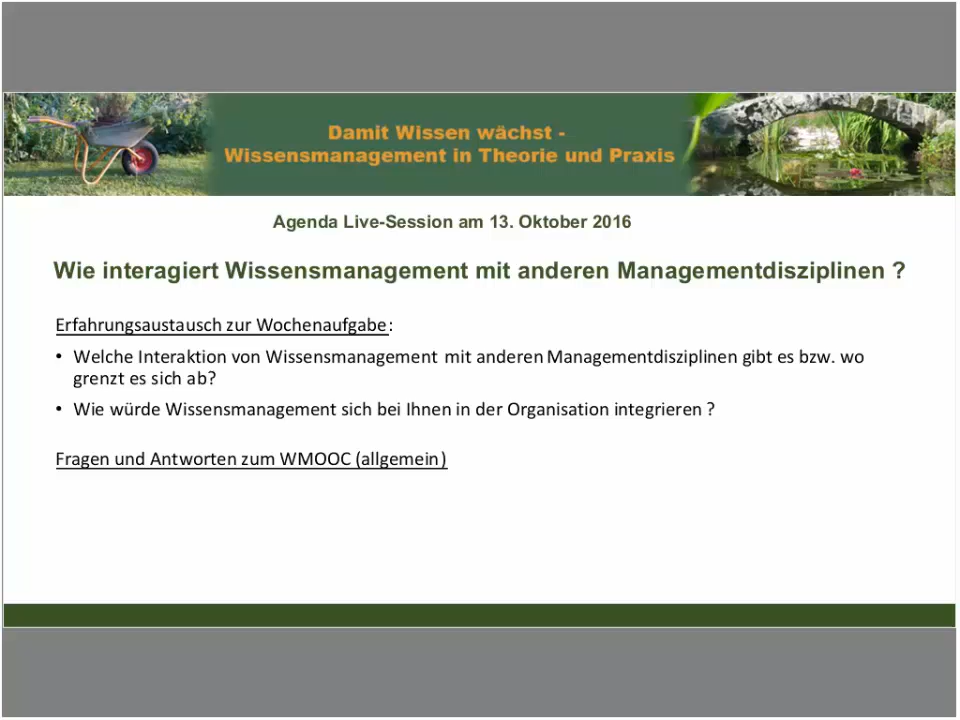 Damit Wissen wächst -
Wissensmanagement in Theorie und Praxis
Agenda Live-Session am 13. Oktober 2016
Wie interagiert Wissensmanagement mit anderen Managementdisziplinen ?
Erfahrungsaustausch zur Wochenaufgabe:
• Welche Interaktion von Wissensmanagement mit anderen Managementdisziplinen gibt es bzw. wo
grenzt es sich ab?
• Wie würde Wissensmanagement sich bei Ihnen in der Organisation integrieren ?
Fragen und Antworten zum WMOOC (allgemein)